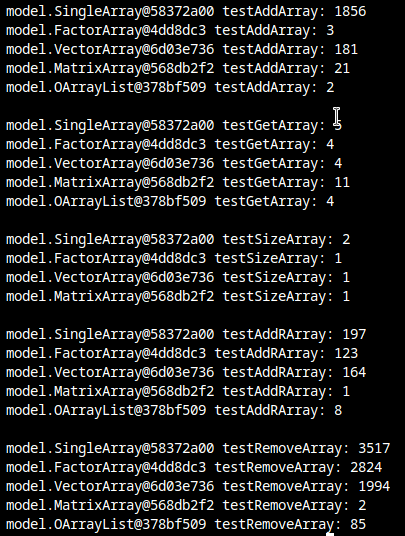 model.SingleArray@58372a00 testAddArray: 1856
model.FactorArray@4dd8dc3 testAddArray: 3
model.VectorArray@6d03e736 testAddArray: 181
model.MatrixArray@568db2f2 testAddArray: 21
model.OArrayList@378bf509 testAddArray: 2
model.SingleArray@58372a00 testGetArray:
model.FactorArray@4dd8dc3 testGetArray: 4
model.VectorArray@6d03e736 testGetArray: 4
model.MatrixArray@568db2f2 testGetArray: 11
model.OArrayList@378bf509 testGetArray: 4
model.SingleArray@58372a00 testSizeArray: 2
model.FactorArray@4dd8dc3 testSizeArray: 1
model.VectorArray@6d03e736 testSizeArray: 1
model.MatrixArray@568db2f2 testSizeArray: 1
model.SingleArray@58372a00 testAddRArray: 197
model.FactorArray@4dd8dc3 testAddRArray: 123
model.VectorArray@6d03e736 testAddRArray: 164
model.MatrixArray@568db2f2 testAddRArray: 1
model.OArrayList@378bf509 testAddRArray: 8
model.SingleArray@58372a00 testRemoveArray: 3517
model.FactorArray@4dd8dc3 testRemoveArray: 2824
model.VectorArray@6d03e736 testRemoveArray: 1994
model.MatrixArray@568db2f2 testRemoveArray: 2
model.OArrayList@378bf509 testRemoveArray: 85